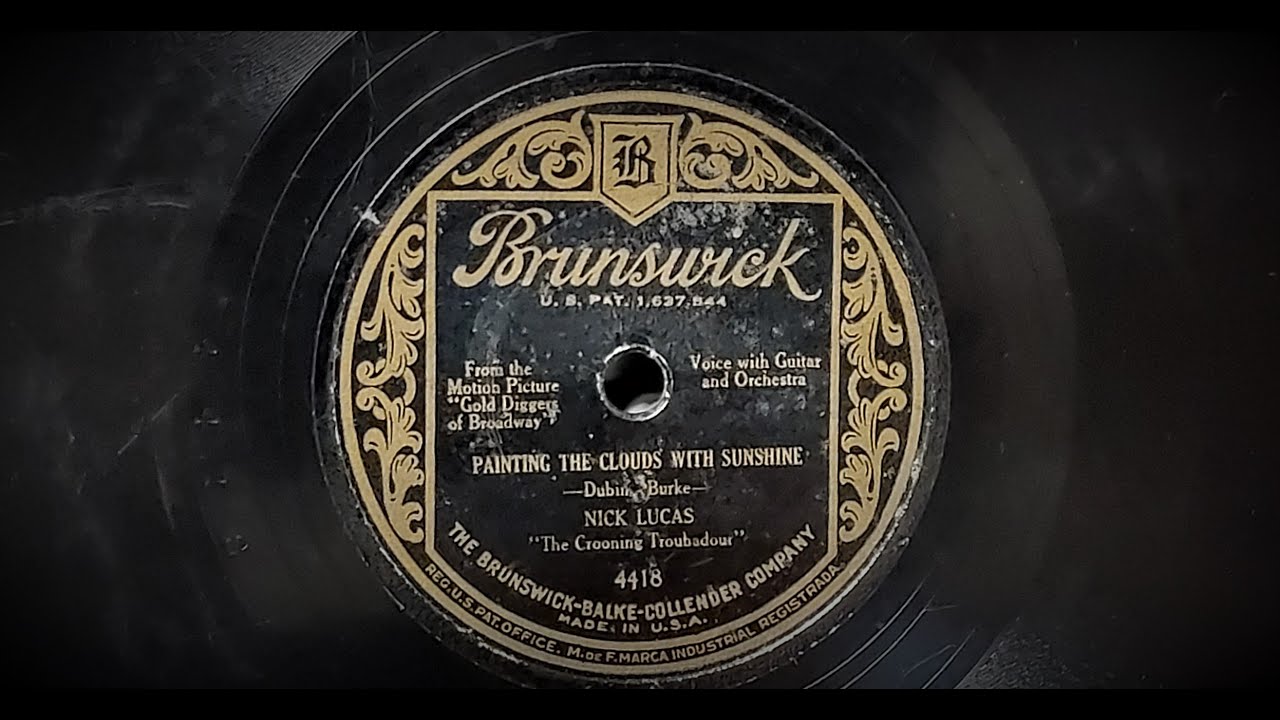 B
Brunswick
U. S. PAT. 1,637,544
From the
Motion Picture
"Gold Diggers
of Broadway"
Voice with Guitar
and Orchestra
PAINTING THE CLOUDS WITH SUNSHINE
—Dubin Burke—
NICK LUCAS
"The Crooning Troubadour"
4418
THE BRUNSWICK-BALKE-COLLENDER COMPANY
MADE IN U.S.A.
REG. U.S. PAT. OFFICE. M. DE F. MARCA INDUSTRIAL REGISTRADA